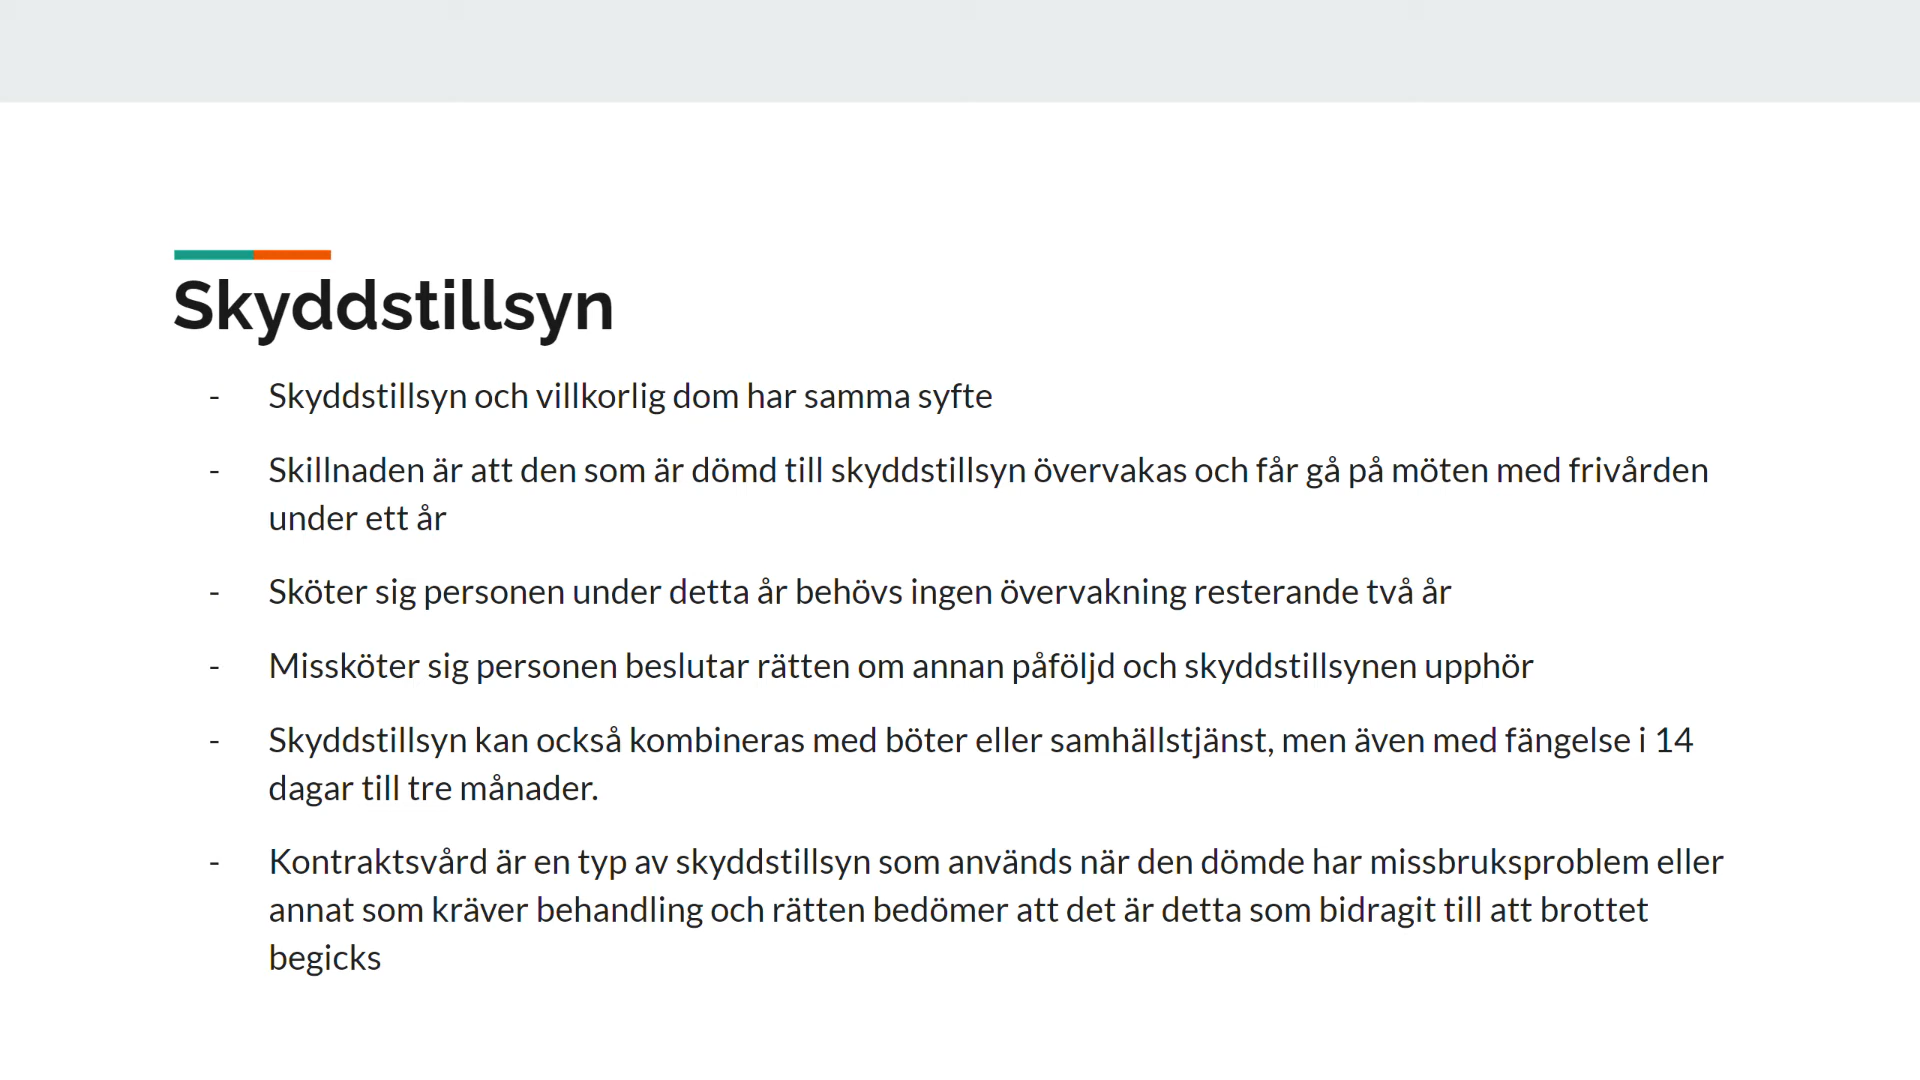 Skyddstillsyn
- Skyddstillsyn och villkorlig dom har samma syfte
- Skillnaden är att den som är dömd till skyddstillsyn övervakas och får gå på möten med frivården
under ett år
- Sköter sig personen under detta år behövs ingen övervakning resterande två år
- Missköter sig personen beslutar rätten om annan påföljd och skyddstillsynen upphör
- Skyddstillsyn kan också kombineras med böter eller samhällstjänst, men även med fängelse i 14
dagar till tre månader.
- Kontraktsvård är en typ av skyddstillsyn som används när den dömde har missbruksproblem eller
annat som kräver behandling och rätten bedömer att det är detta som bidragit till att brottet
begicks